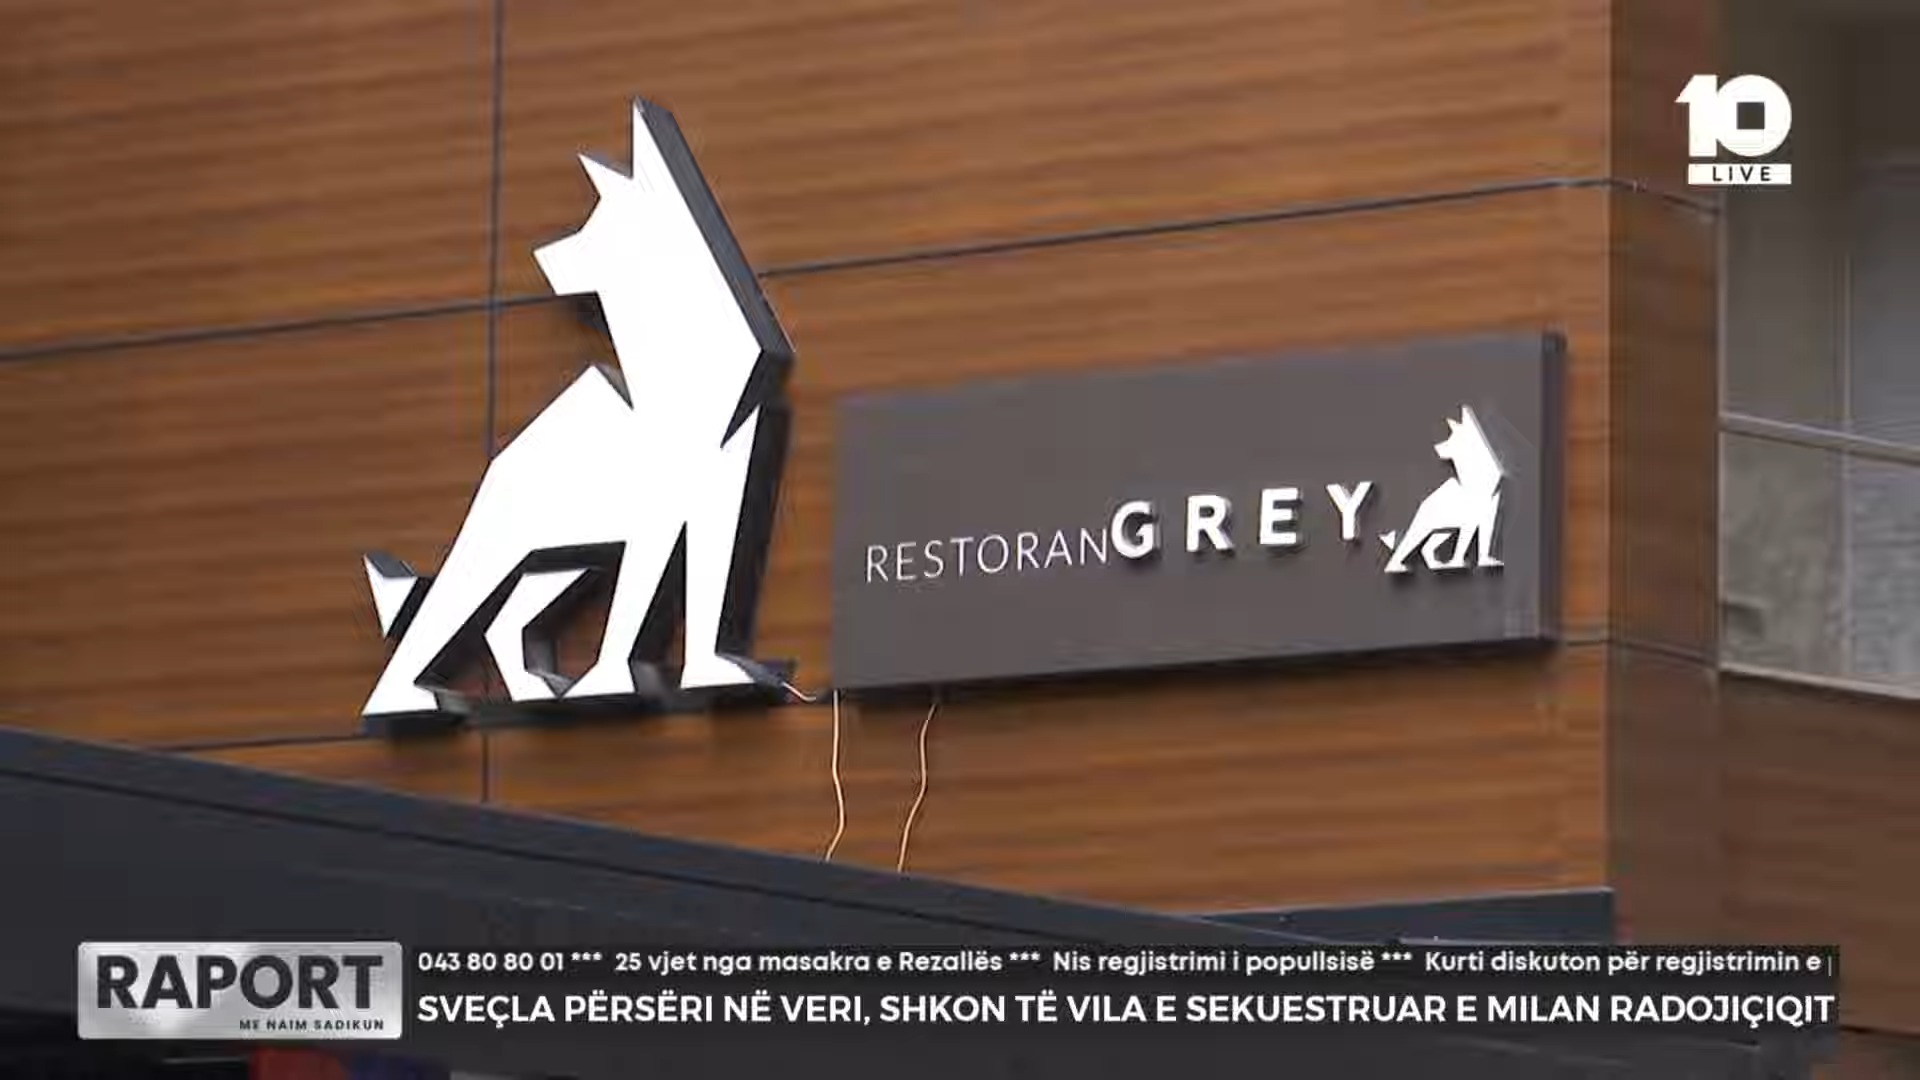 10
LIVE
RESTORAN GREY
RAPORT
ME NAIM SADIKUN
043 80 80 01 *** 25 vjet nga masakra e Rezallës *** Nis regjistrimi i popullsisë *** Kurti diskuton për regjistrimin e
SVEÇLA PËRSËRI NË VERI, SHKON TË VILA E SEKUESTRUAR E MILAN RADOJIÇIQIT